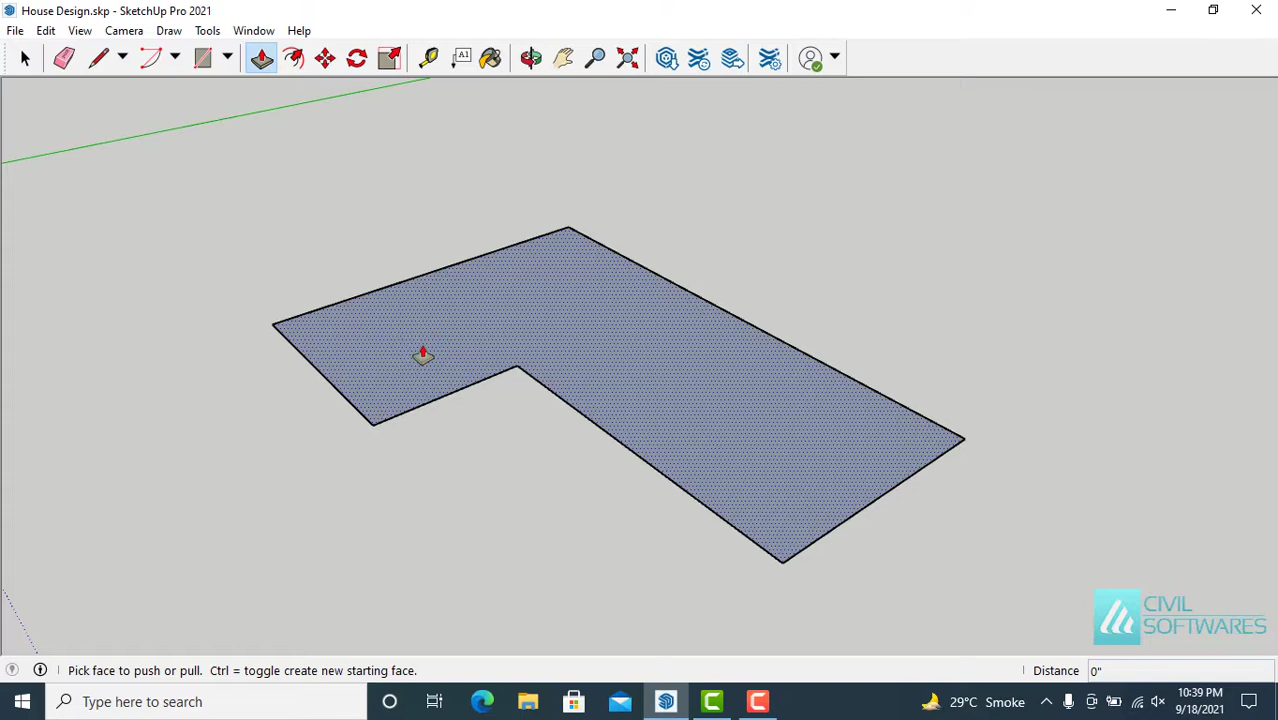 House Design.skp - SketchUp Pro 2021
File Edit View Camera Draw Tools Window Help
A1
CIVIL
SOFTWARES
Pick face to push or pull. Ctrl = toggle create new starting face.
Distance 0"
Type here to search
29°C Smoke
10:39 PM
9/18/2021